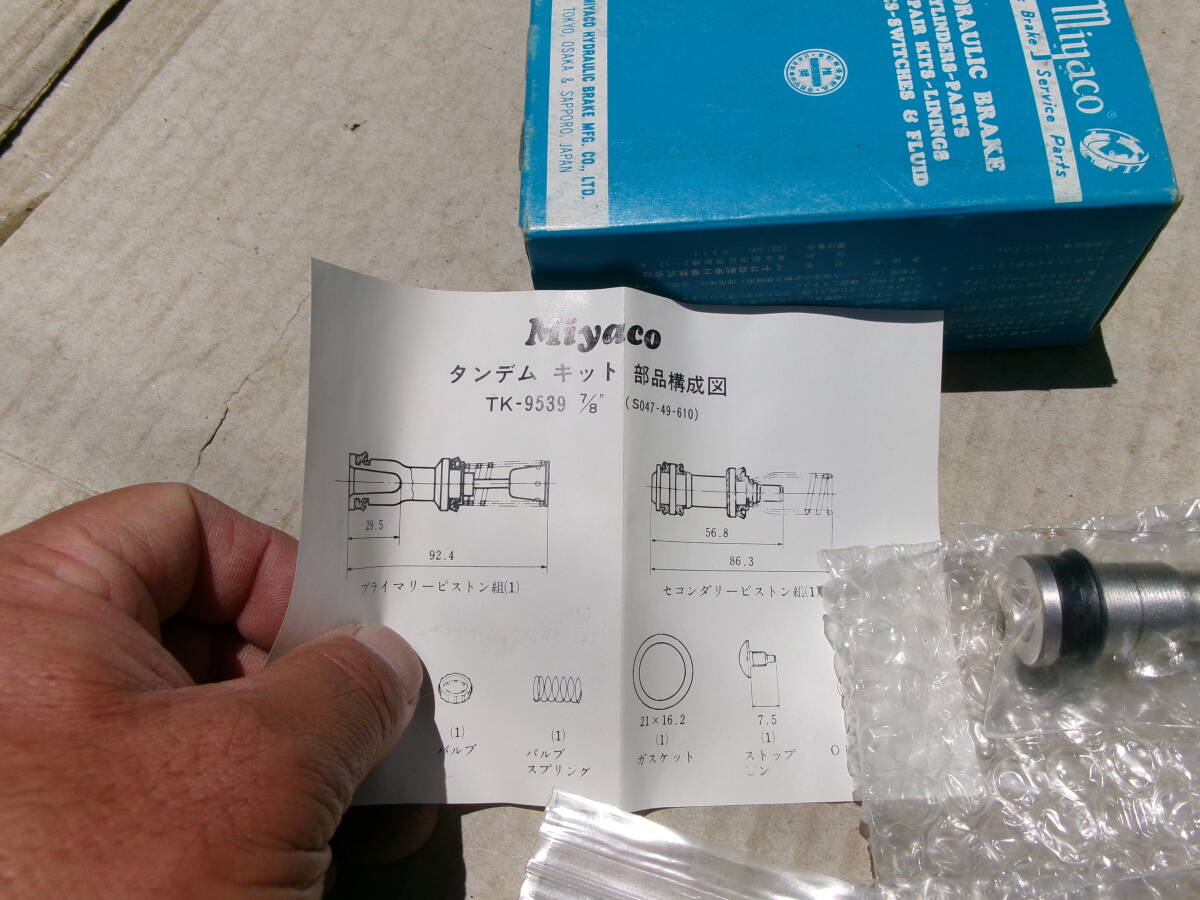 Miyaco
Brake
Service Parts
DRAULIC BRAKE
YLINDERS-PARTS
PAIR KITS-LININGS
S-SWITCHES & FLUID
MIYACO HYDRAULIC BRAKE MFG. CO., LTD.
TOKYO, OSAKA & SAPPORO, JAPAN
Miyaco
タンデム キット 部品構成図
TK-9539 7/8" (S047-49-610)
29.5
92.4
プライマリーピストン組(1)
56.8
86.3
セコンダリーピストン組(1)
(1)
バルブ
(1)
バルブ
スプリング
21×16.2
(1)
ガスケット
7.5
(1)
ストップ
ピン
O